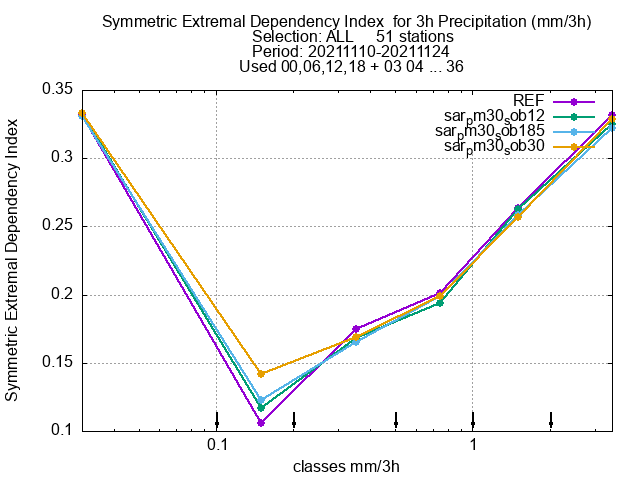 Symmetric Extremal Dependency Index  for 3h Precipitation (mm/3h)
Selection: ALL     51 stations
Period: 20211110-20211124
Used 00,06,12,18 + 03 04 ... 36
REF
sarpm30sob12
sarpm30sob185
sarpm30sob30
0.35
0.3
0.25
0.2
0.15
0.1
Symmetric Extremal Dependency Index
0.1
1
classes mm/3h